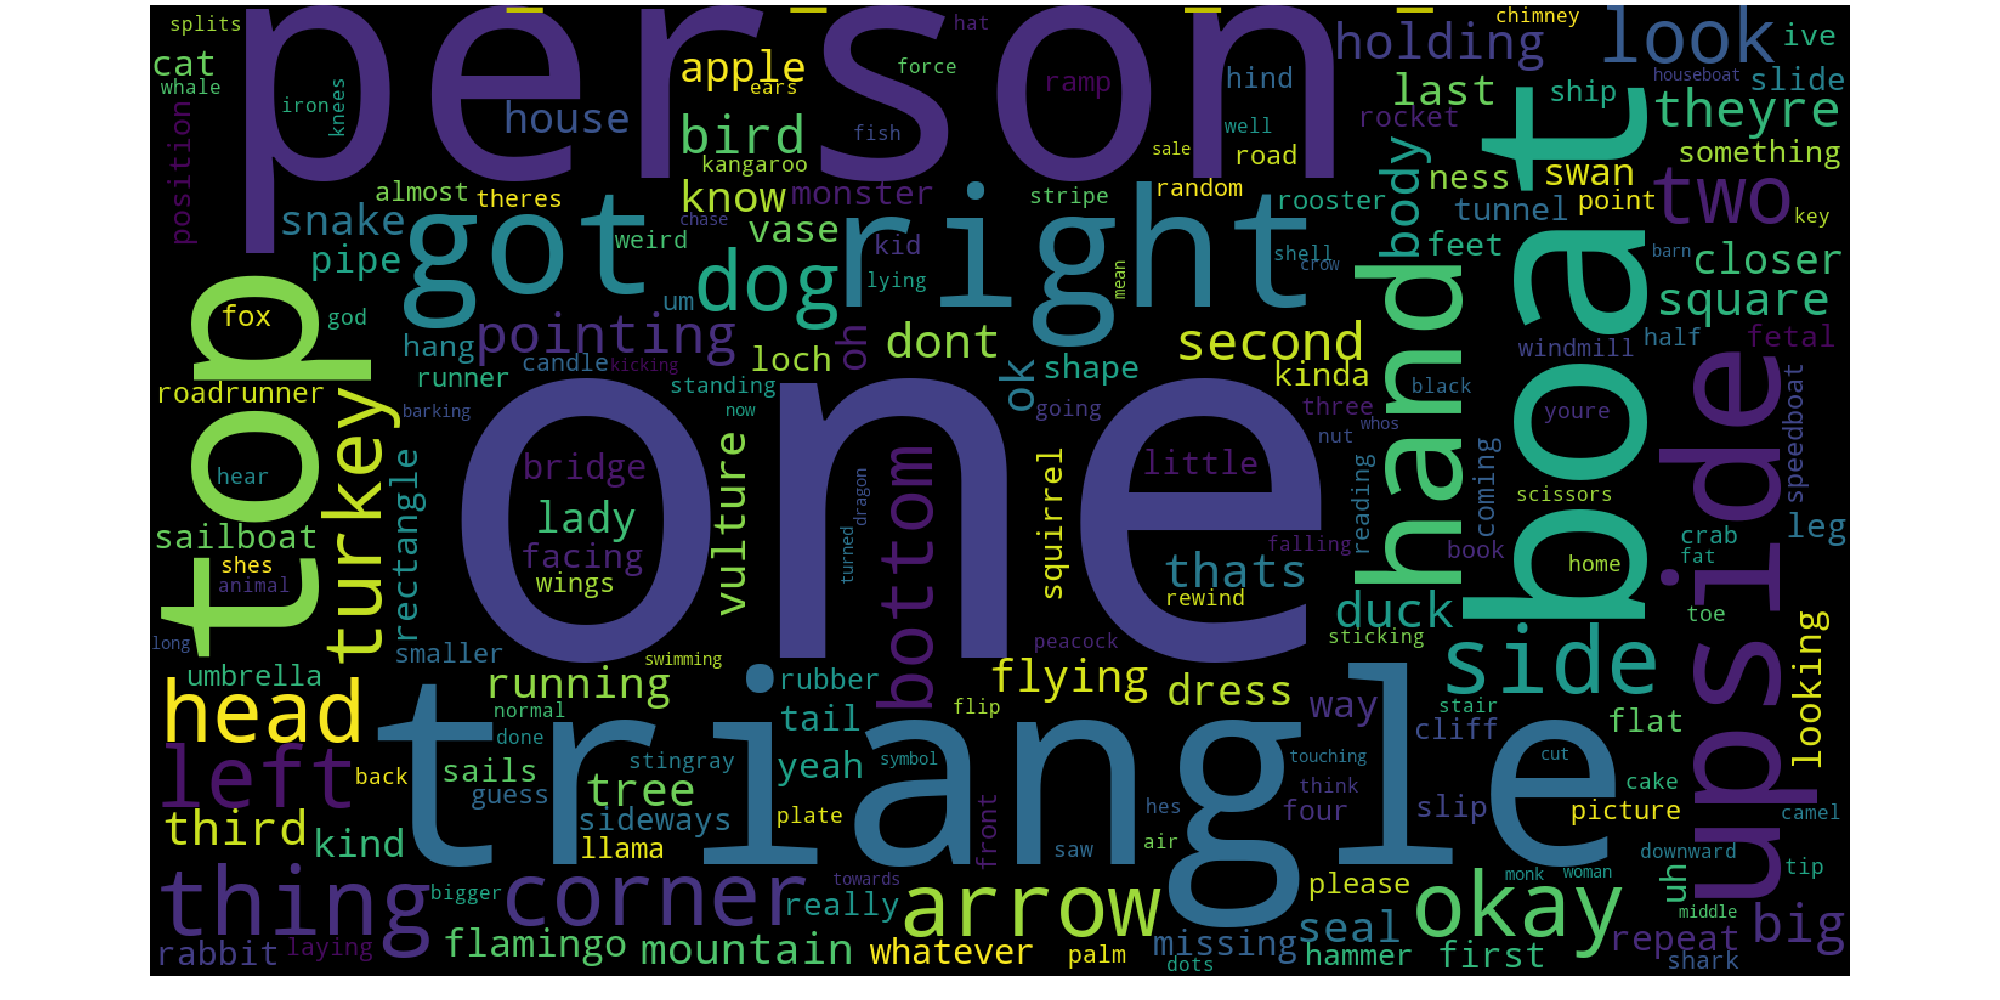 splits
person
hat
chimney
holding
look
ive
cat
whale
iron
knees
house
apple
ears
force
ramp
hind
last
ship
houseboat
slide
position
bird
fish
well
sale
road
rocket
theyre
something
kangaroo
almost
theres
know
monster
stripe
random
rooster
body
ness
swan
two
tunnel
point
key
snake
got
weird
chase
vase
kid
right
shell
crow
feet
barn
closer
pipe
dog
lying
mean
um
hand
boat
square
top
fox
god
hang
pointing
oh
dont
second
windmill
half
fetal
candle
kicking
loch
ok
shape
kinda
roadrunner
runner
standing
now
going
three
black
youre
upside
speedboat
turkey
barking
one
whos
nut
rectangle
hear
bridge
vulture
bottom
squirrel
little
reading
coming
scissors
lady
dragon
turned
sailboat
facing
falling
book
crab
leg
shes
animal
wings
thats
rewind
home
fat
duck
toe
long
smaller
swimming
peacock
sticking
side
looking
umbrella
head
running
rubber
flying
dress
normal
flip
way
stair
cliff
flat
left
done
tail
triangle
back
sails
stingray
yeah
symbol
touching
cut
guess
tree
think
cake
third
kind
sideways
plate
front
hes
four
slip
picture
camel
llama
saw
air
downward
thing
bigger
corner
towards
really
arrow
please
okay
monk
woman
uh
tip
middle
rabbit
laying
flamingo
mountain
whatever
palm
missing
dots
seal
hammer
first
repeat
shark
big